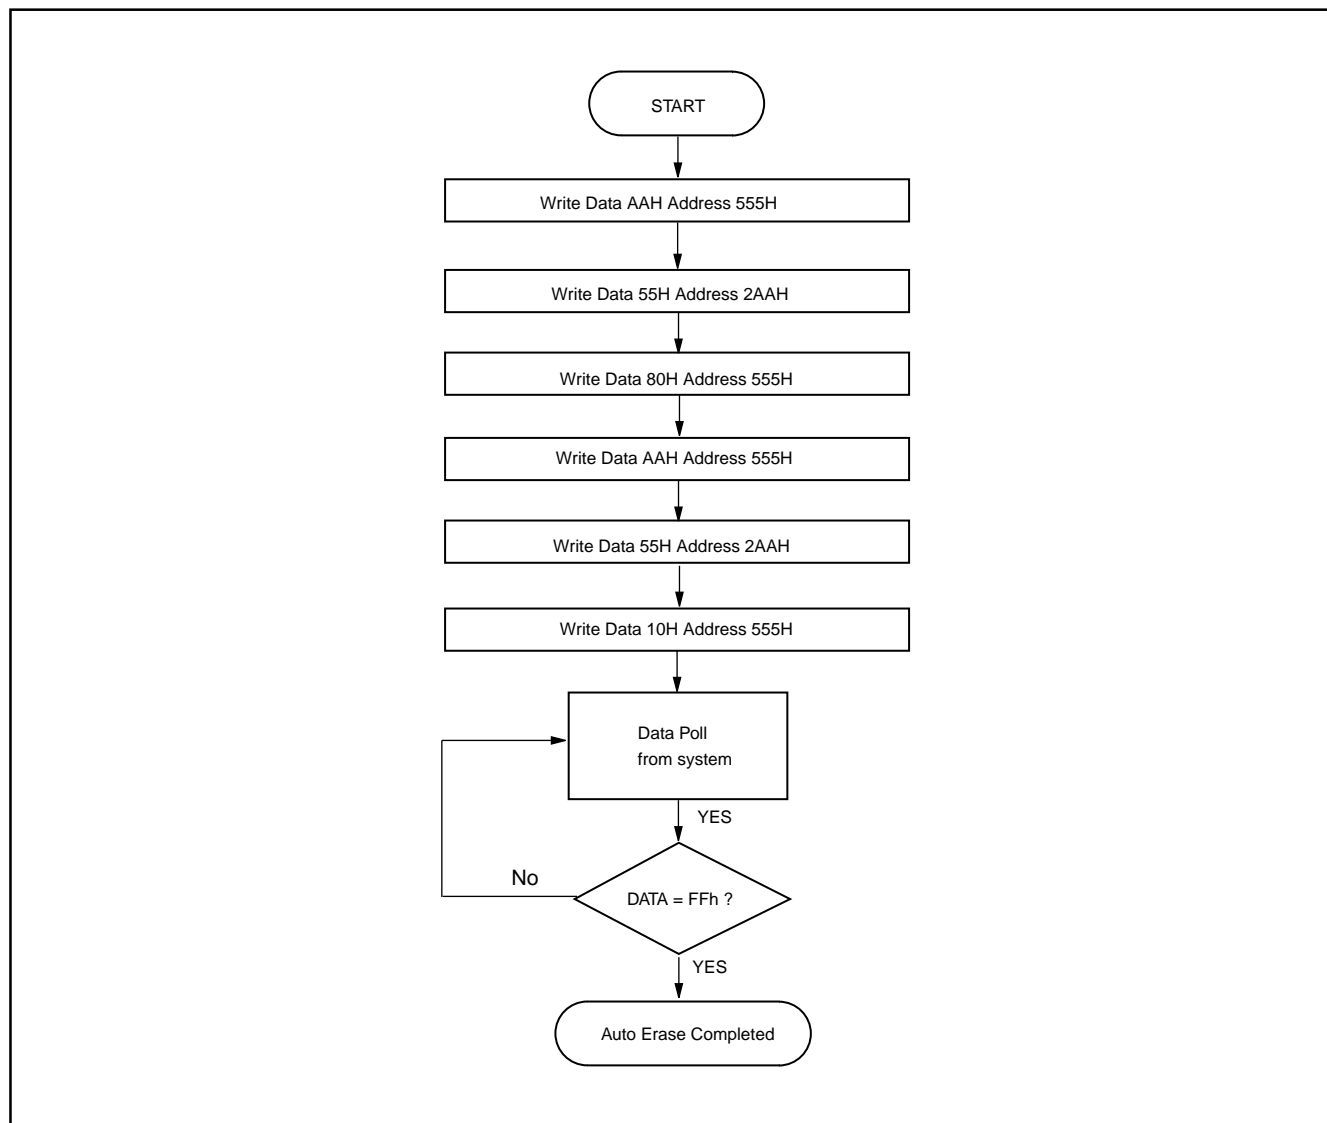 START
Write Data AAH Address 555H
Write Data 55H Address 2AAH
Write Data 80H Address 555H
Write Data AAH Address 555H
Write Data 55H Address 2AAH
Write Data 10H Address 555H
Data Poll
from system
YES
No
DATA = FFh ?
YES
Auto Erase Completed